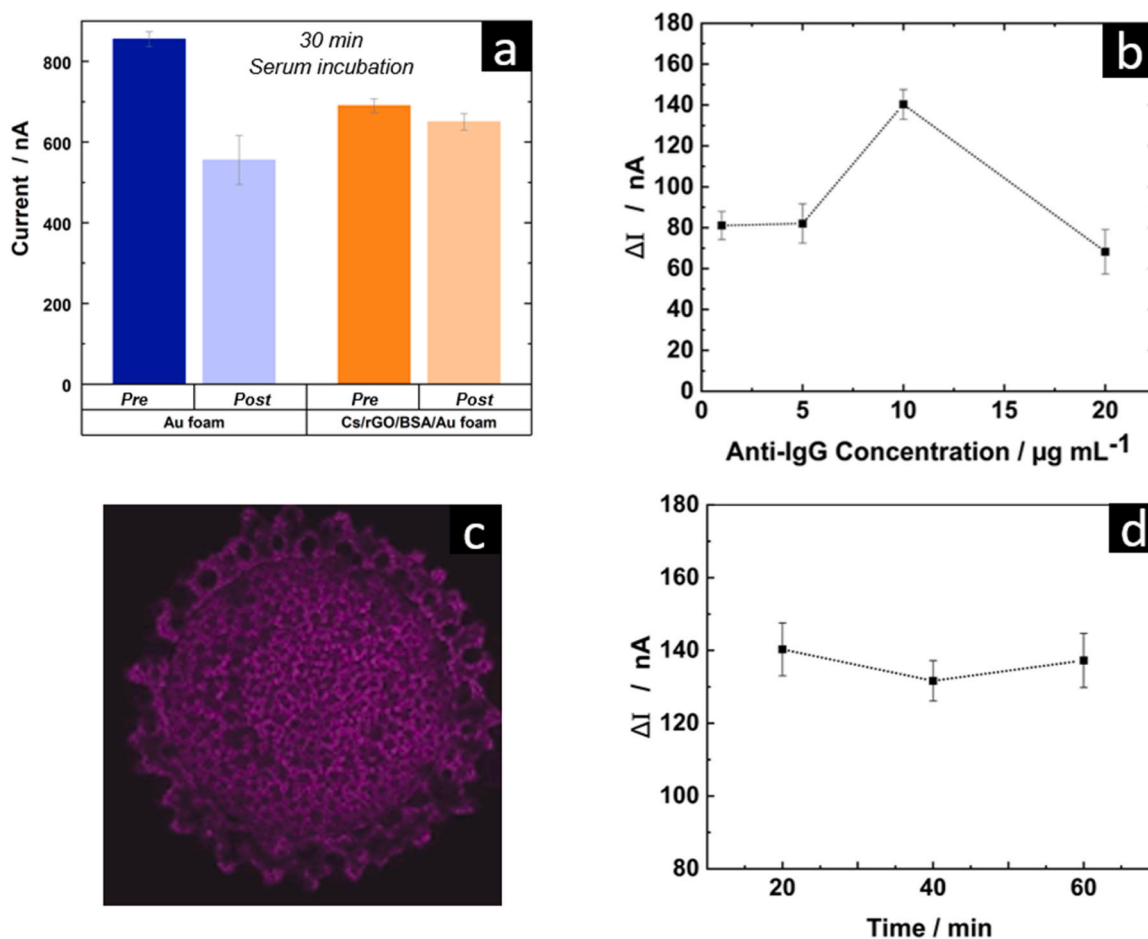 a
30 min
Serum incubation
Current / nA
800
600
400
200
0
Pre Post Pre Post
Au foam Cs/rGO/BSA/Au foam
b
ΔI / nA
180
160
140
120
100
80
60
40
20
0
0 5 10 15 20
Anti-IgG Concentration / µg mL-1
c
d
ΔI / nA
180
160
140
120
100
80
20 40 60
Time / min